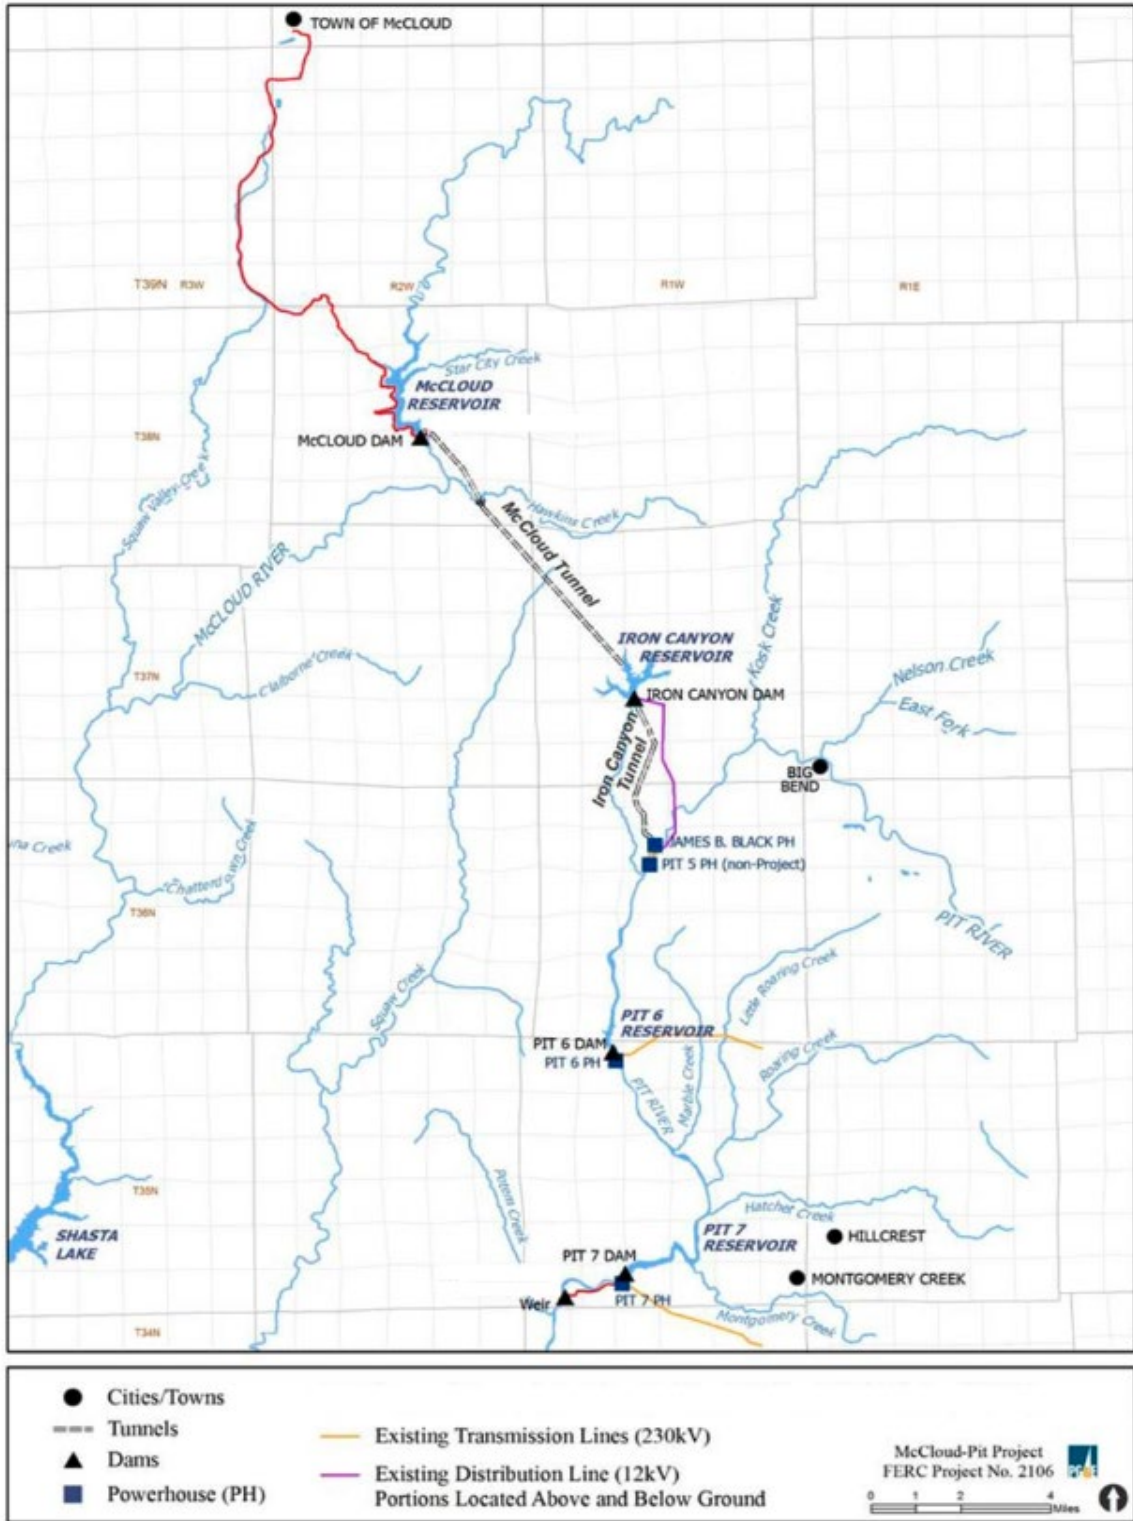 TOWN OF McCLOUD
T39N
R3W
R2W
R1W
R1E
Star City Creek
McCLOUD
RESERVOIR
T38N
McCLOUD DAM
Squaw Valley Creek
Hawkins Creek
McCloud Tunnel
McCLOUD RIVER
Kosk Creek
IRON CANYON
RESERVOIR
Claiborne Creek
Nelson Creek
T37N
IRON CANYON DAM
East Fork
Iron Canyon
Tunnel
BIG
BEND
JAMES B. BLACK PH
na Creek
PIT 5 PH (non-Project)
Chatterdown Creek
T36N
PIT RIVER
Little Roaring Creek
Squaw Creek
PIT 6
RESERVOIR
PIT 6 DAM
PIT 6 PH
Roaring Creek
Marble Creek
PIT RIVER
T35N
Potem Creek
Hatchet Creek
SHASTA
LAKE
PIT 7
RESERVOIR
HILLCREST
PIT 7 DAM
MONTGOMERY CREEK
Weir
PIT 7 PH
Montgomery Creek
T34N
Cities/Towns
Tunnels
Dams
Powerhouse (PH)
Existing Transmission Lines (230kV)
Existing Distribution Line (12kV)
Portions Located Above and Below Ground
McCloud-Pit Project
FERC Project No. 2106
PG&E
0 1 2 4
Miles